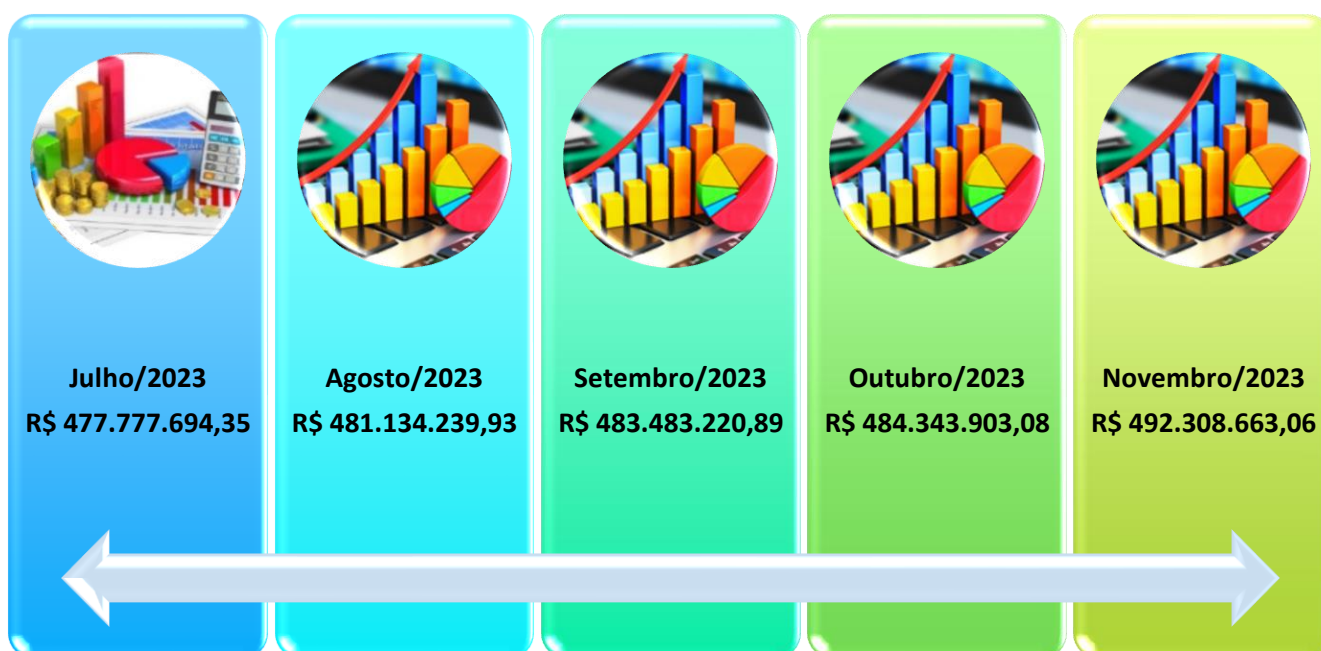 Julho/2023
R$ 477.777.694,35
Agosto/2023
R$ 481.134.239,93
Setembro/2023
R$ 483.483.220,89
Outubro/2023
R$ 484.343.903,08
Novembro/2023
R$ 492.308.663,06